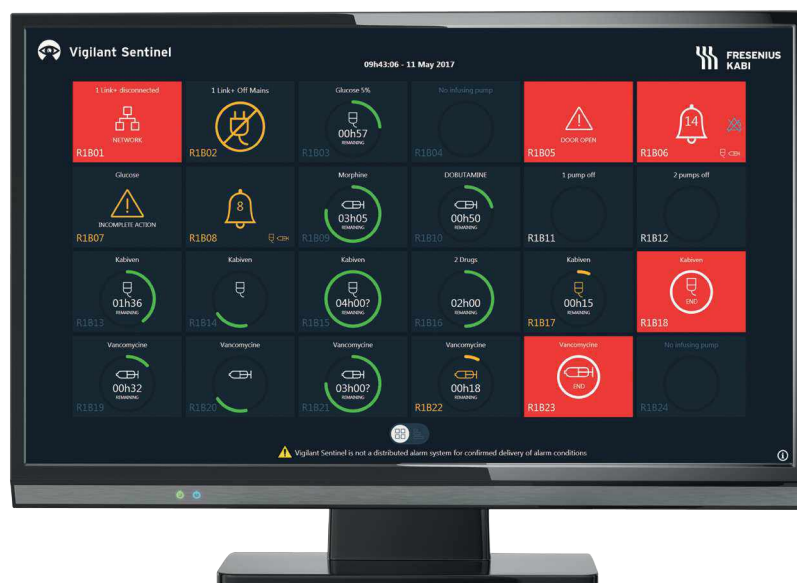 Vigilant Sentinel
09h43:06 - 11 May 2017
FRESENIUS
KABI
1 Link+ disconnected
NETWORK
R1B01
1 Link+ Off Mains
R1B02
Glucose 5%
00h57
REMAINING
R1B03
No infusing pump
R1B04
DOOR OPEN
R1B05
14
R1B06
Glucose
INCOMPLETE ACTION
R1B07
8
R1B08
Morphine
03h05
REMAINING
R1B09
DOBUTAMINE
00h50
REMAINING
R1B10
1 pump off
R1B11
2 pumps off
R1B12
Kabiven
01h36
REMAINING
R1B13
Kabiven
R1B14
Kabiven
04h00?
REMAINING
R1B15
2 Drugs
02h00
REMAINING
R1B16
Kabiven
00h15
REMAINING
R1B17
Kabiven
END
R1B18
Vancomycine
00h32
REMAINING
R1B19
Vancomycine
R1B20
Vancomycine
03h00?
REMAINING
R1B21
Vancomycine
00h18
REMAINING
R1B22
Vancomycine
END
R1B23
No infusing pump
R1B24
Vigilant Sentinel is not a distributed alarm system for confirmed delivery of alarm conditions